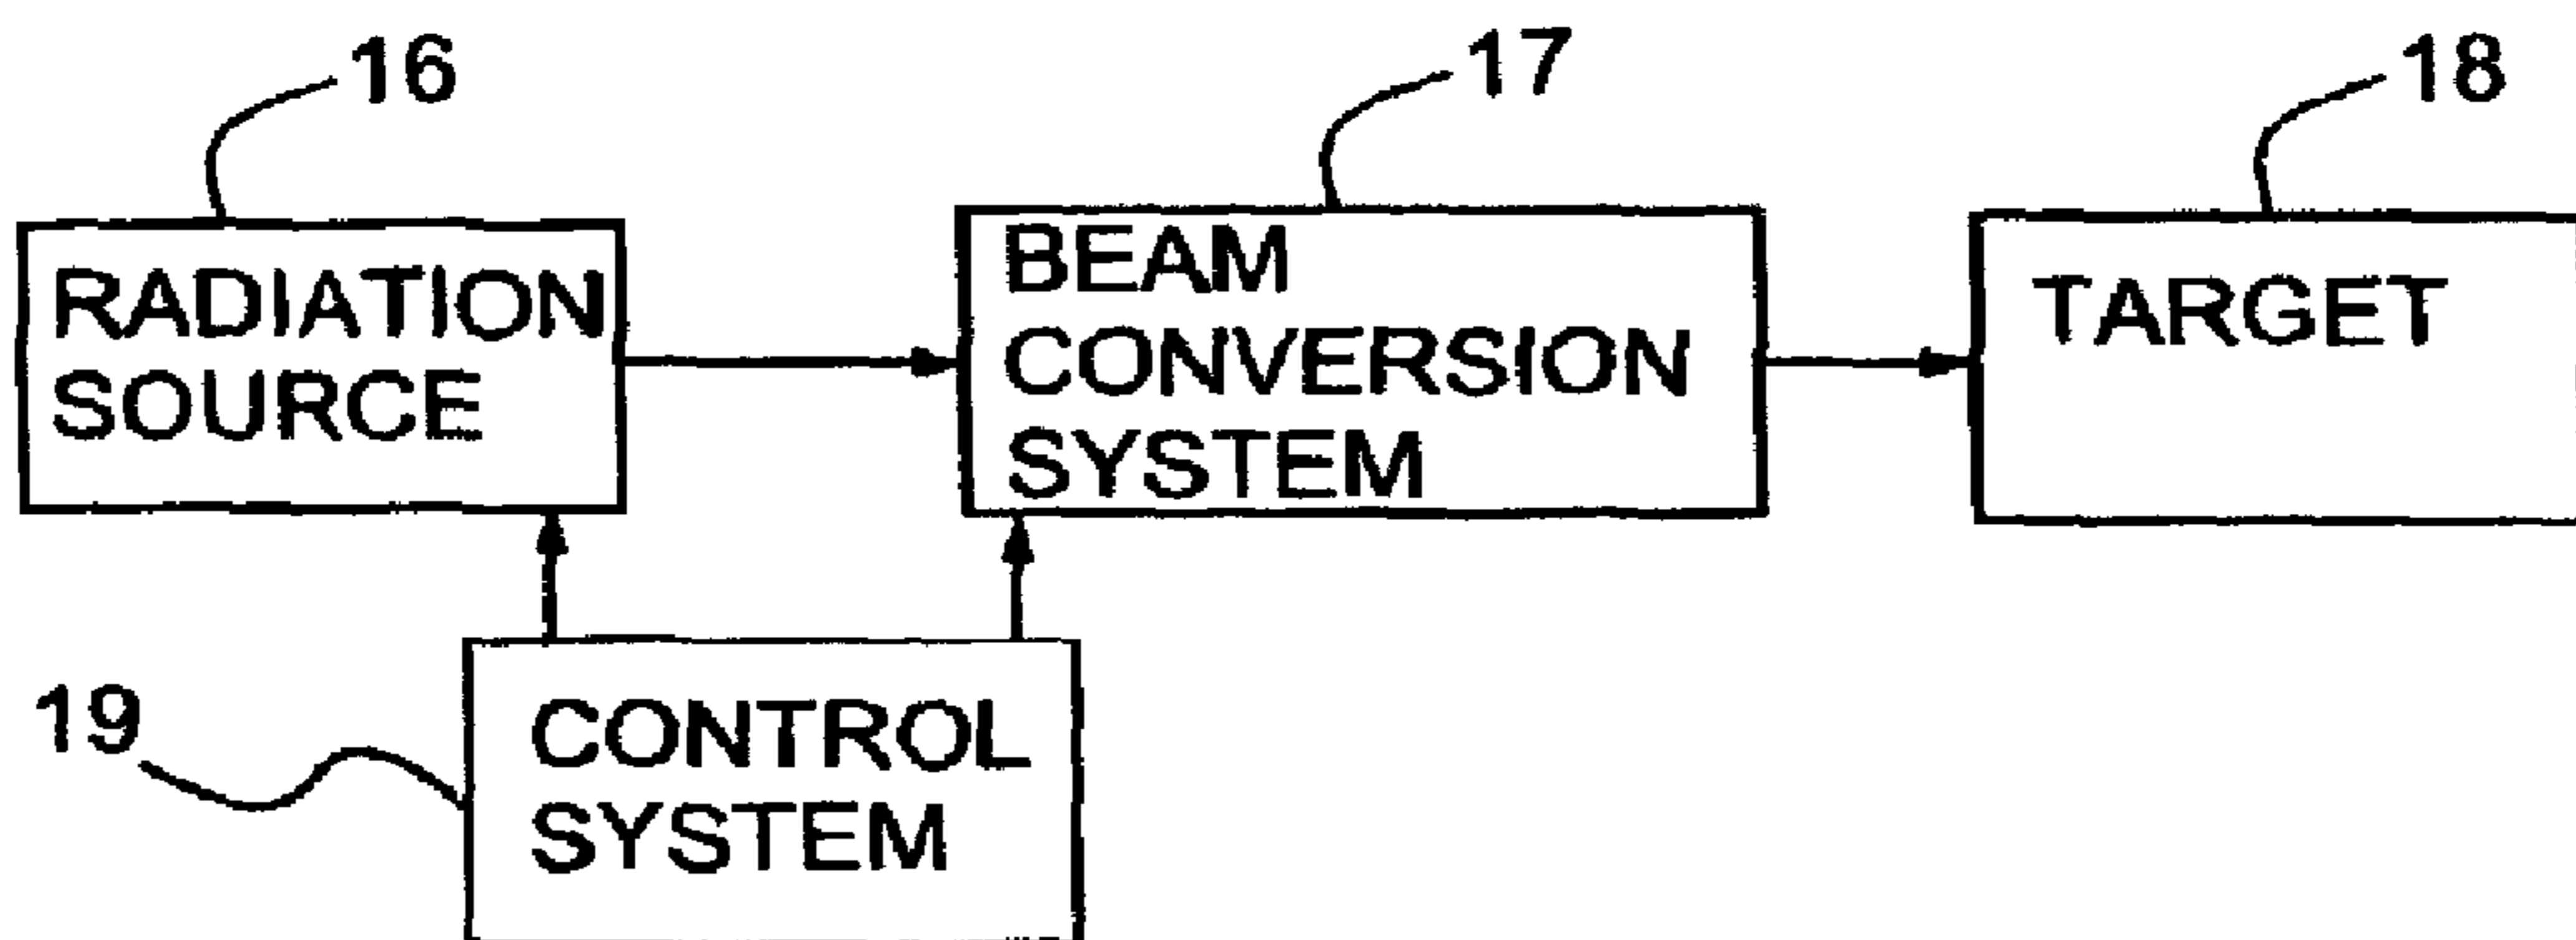 16
17
18
RADIATION
SOURCE
BEAM
CONVERSION
SYSTEM
TARGET
19
CONTROL
SYSTEM